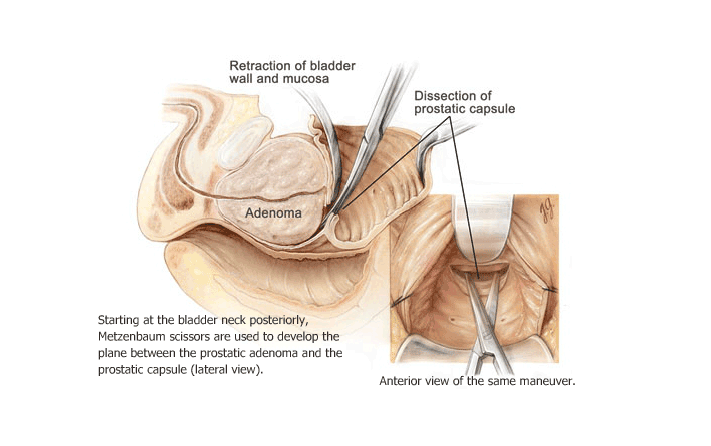 Retraction of bladder
wall and mucosa
Dissection of
prostatic capsule
Adenoma
Starting at the bladder neck posteriorly,
Metzenbaum scissors are used to develop the
plane between the prostatic adenoma and the
prostatic capsule (lateral view).
Anterior view of the same maneuver.